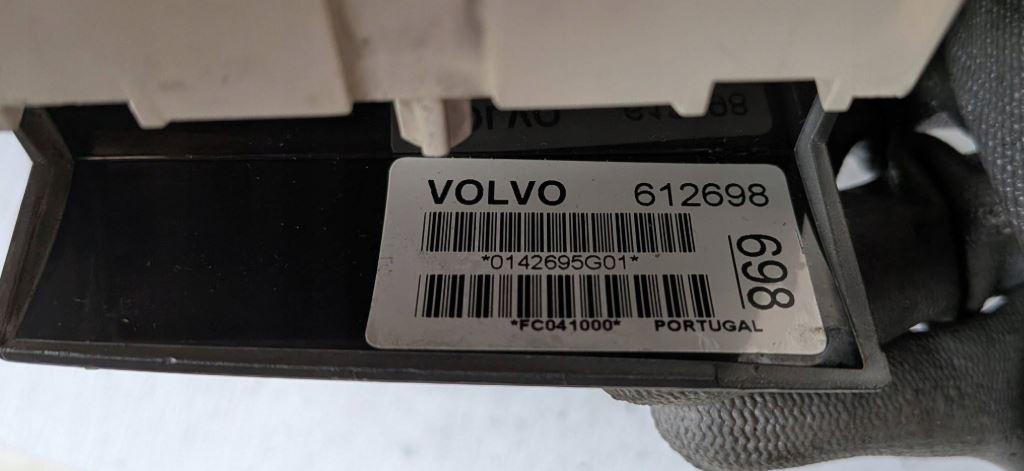 VOLVO 612698
*0142695G01*
698
*FC041000* PORTUGAL